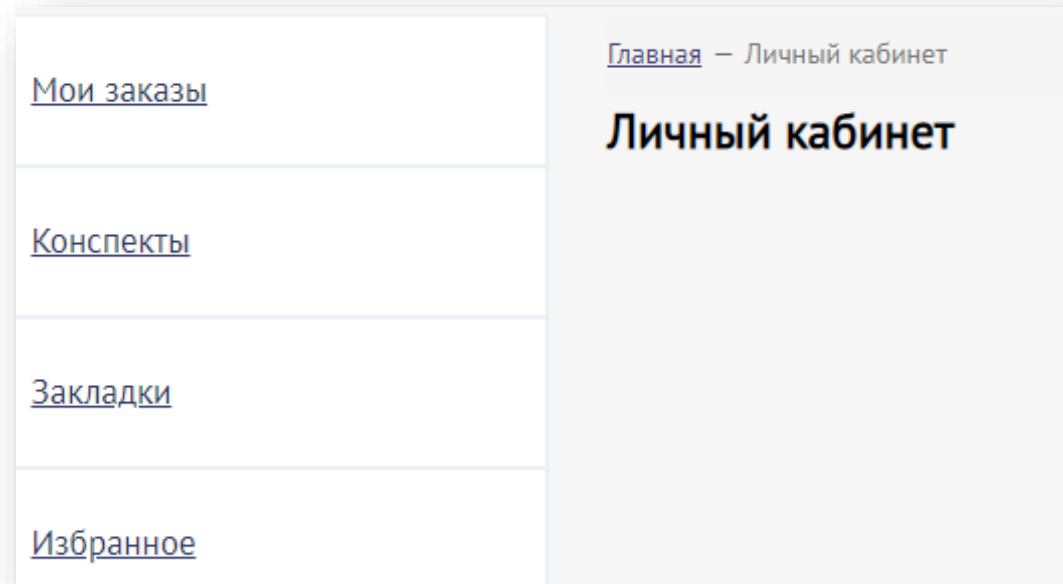 Мои заказы
Конспекты
Закладки
Избранное
Главная — Личный кабинет
Личный кабинет